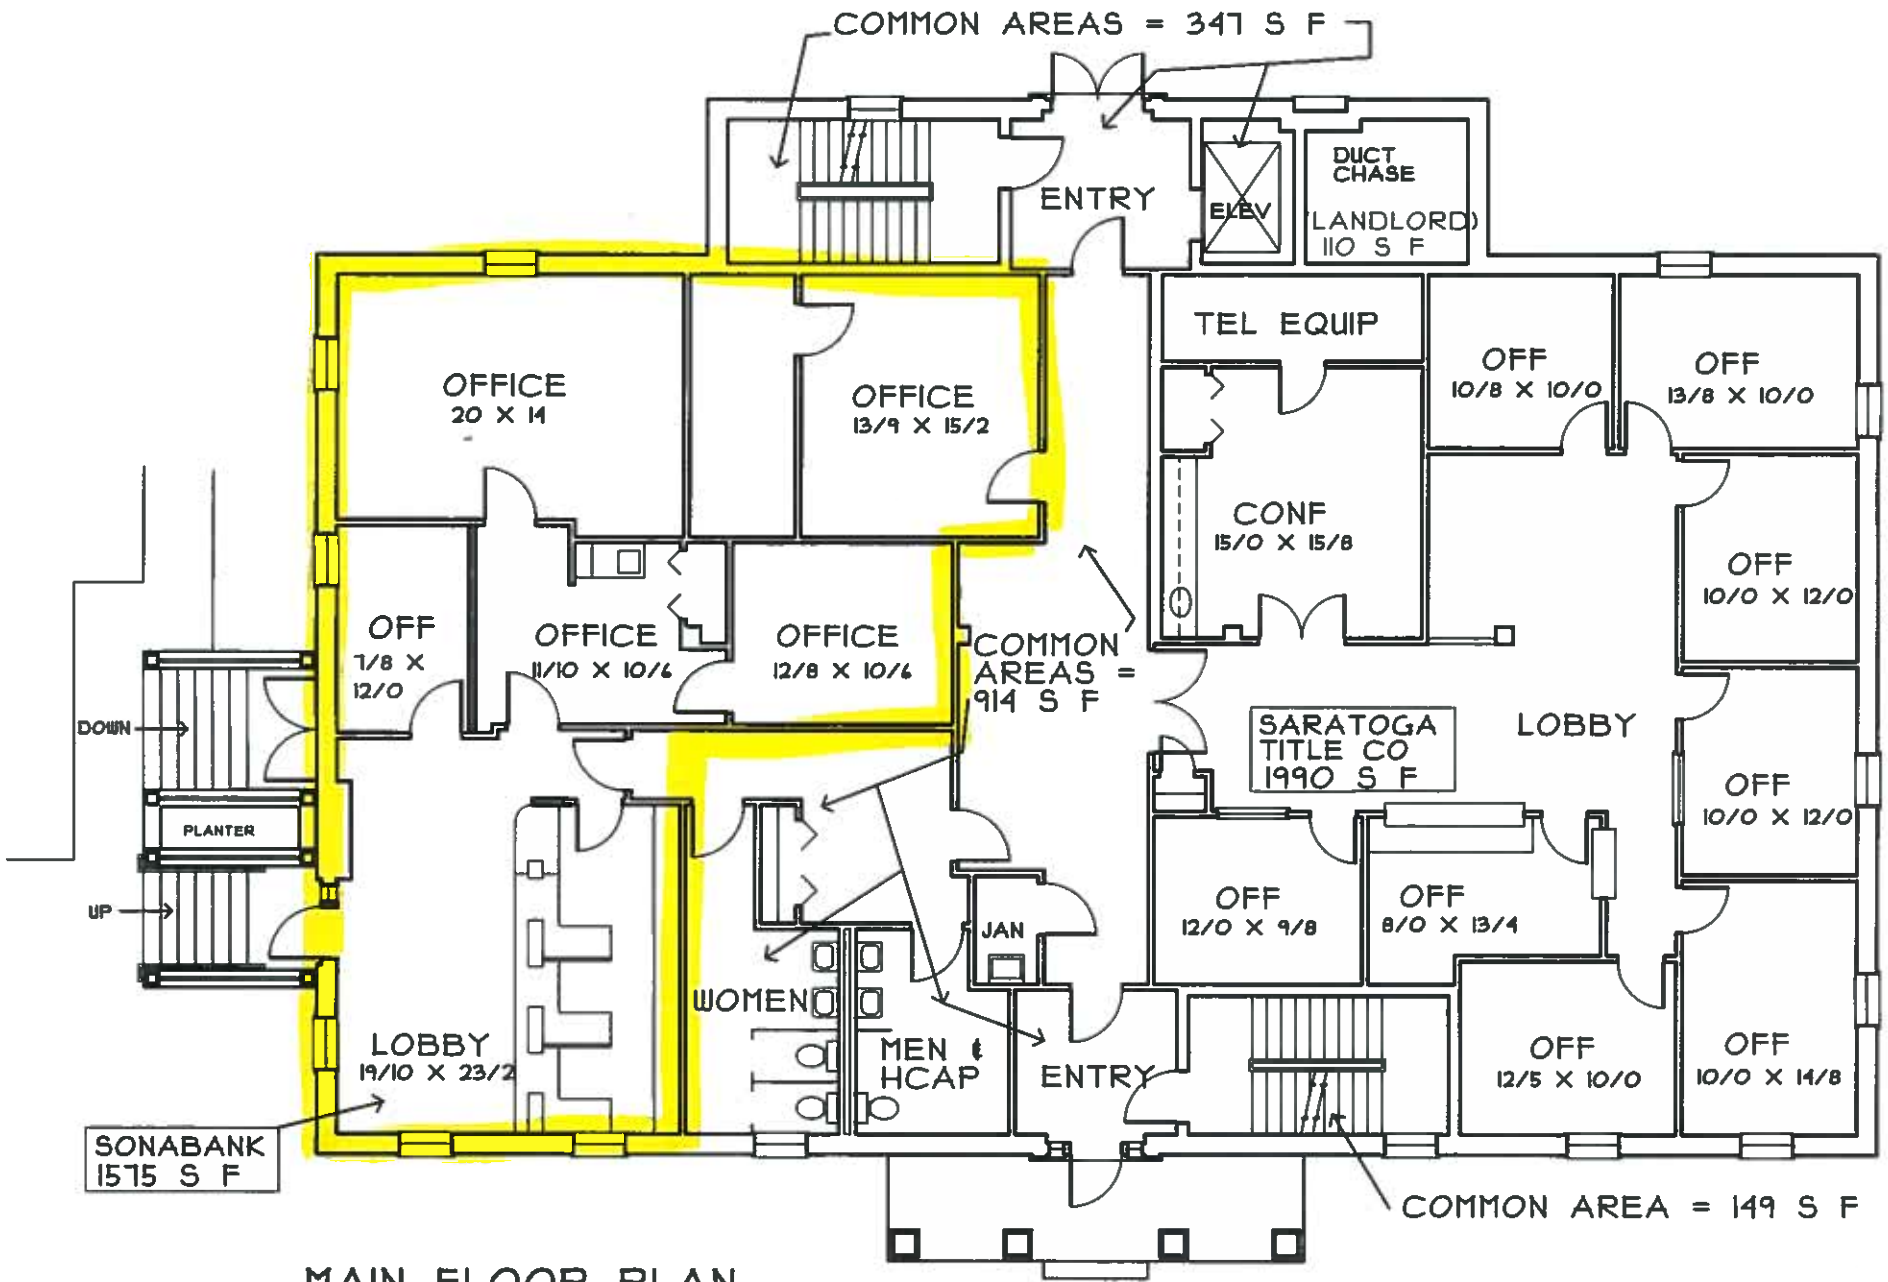 COMMON AREAS = 347 S F
DUCT
CHASE
(LANDLORD)
110 S F
ENTRY
ELEV
TEL EQUIP
OFFICE
20 X 14
OFFICE
13/9 X 15/2
OFF
10/8 X 10/0
OFF
13/8 X 10/0
CONF
15/0 X 15/8
OFF
10/0 X 12/0
OFF
7/8 X
12/0
OFFICE
11/10 X 10/6
OFFICE
12/8 X 10/6
COMMON
AREAS =
914 S F
DOWN
SARATOGA
TITLE CO
1990 S F
LOBBY
OFF
10/0 X 12/0
PLANTER
UP
OFF
12/0 X 9/8
OFF
8/0 X 13/4
JAN
WOMEN
LOBBY
19/10 X 23/2
MEN &
HCAP
ENTRY
OFF
12/5 X 10/0
OFF
10/0 X 14/8
SONABANK
1575 S F
COMMON AREA = 149 S F
MAIN FLOOR PLAN